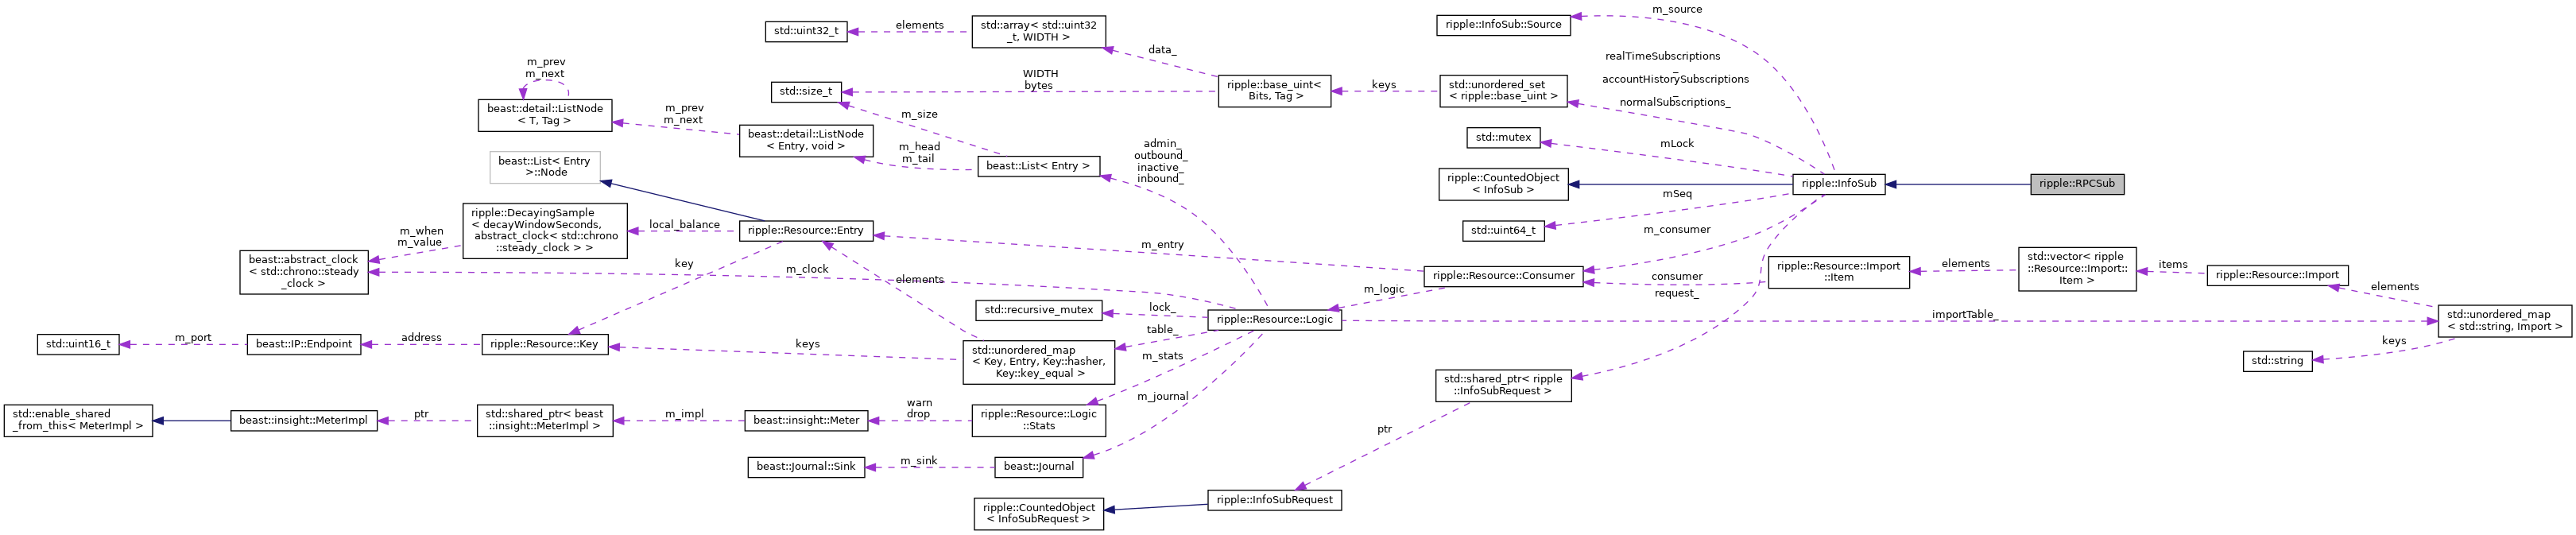 m_source
std::uint32_t
elements
std::array< std::uint32
_t, WIDTH >
ripple::InfoSub::Source
data_
realTimeSubscriptions
_
accountHistorySubscriptions
_
normalSubscriptions_
m_prev
m_next
std::size_t
WIDTH
bytes
ripple::base_uint<
Bits, Tag >
keys
std::unordered_set
< ripple::base_uint >
beast::detail::ListNode
< T, Tag >
m_prev
m_next
m_size
beast::detail::ListNode
< Entry, void >
std::mutex
mLock
admin_
outbound_
inactive_
inbound_
m_head
m_tail
beast::List< Entry >
beast::List< Entry
>::Node
ripple::CountedObject
< InfoSub >
ripple::InfoSub
ripple::RPCSub
mSeq
ripple::DecayingSample
< decayWindowSeconds,
abstract_clock< std::chrono
::steady_clock > >
local_balance
ripple::Resource::Entry
std::uint64_t
m_consumer
m_when
m_value
m_entry
beast::abstract_clock
< std::chrono::steady
_clock >
key
m_clock
elements
ripple::Resource::Consumer
consumer
request_
ripple::Resource::Import
::Item
elements
std::vector< ripple
::Resource::Import::
Item >
items
ripple::Resource::Import
elements
m_logic
std::recursive_mutex
lock_
ripple::Resource::Logic
importTable_
std::unordered_map
< std::string, Import >
table_
std::uint16_t
m_port
beast::IP::Endpoint
address
ripple::Resource::Key
keys
std::unordered_map
< Key, Entry, Key::hasher,
Key::key_equal >
m_stats
keys
std::string
std::shared_ptr< ripple
::InfoSubRequest >
m_journal
std::enable_shared
_from_this< MeterImpl >
beast::insight::MeterImpl
ptr
std::shared_ptr< beast
::insight::MeterImpl >
m_impl
beast::insight::Meter
warn
drop
ripple::Resource::Logic
::Stats
ptr
beast::Journal::Sink
m_sink
beast::Journal
ripple::CountedObject
< InfoSubRequest >
ripple::InfoSubRequest